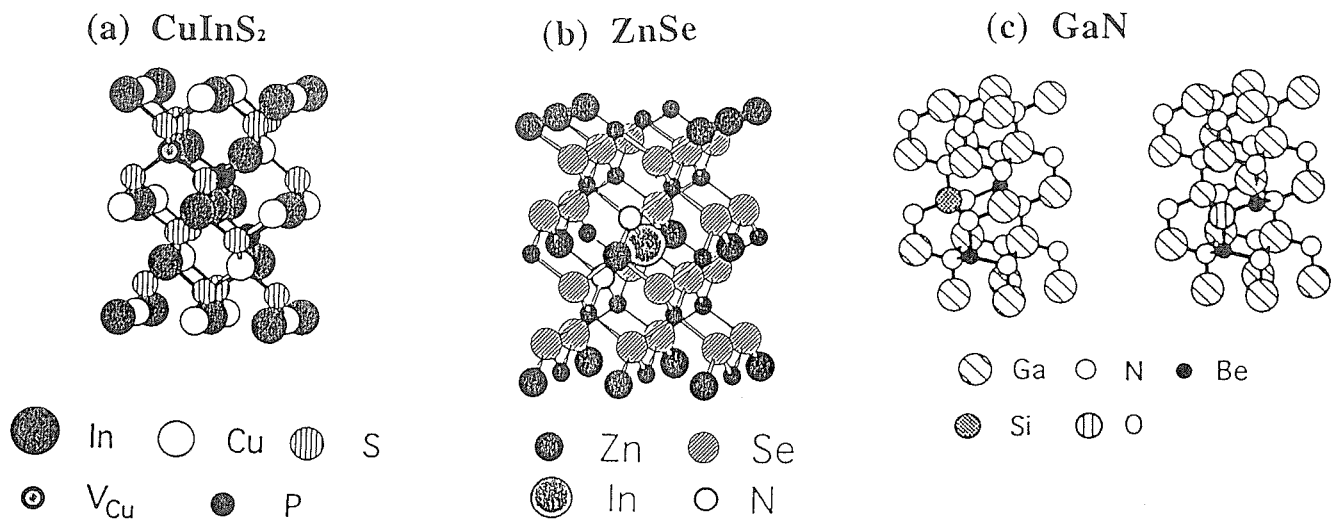 (a) CuInS₂
(b) ZnSe
(c) GaN
In Cu S
V_Cu P
Zn Se
In N
Ga N Be
Si O